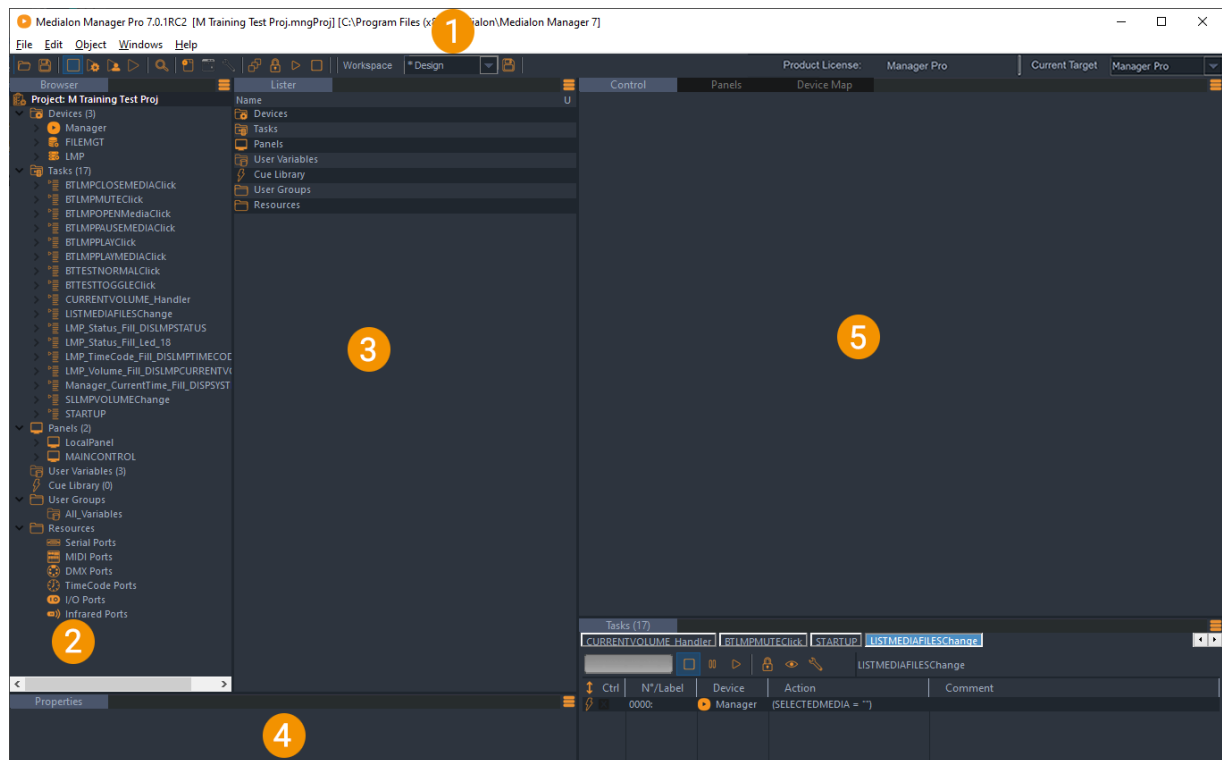 Medialon Manager Pro 7.0.1RC2 [M Training Test Proj.mngProj] [C:\Program Files (x dialon\Medialon Manager 7]
1
File Edit Object Windows Help
Workspace * Design Product License: Manager Pro Current Target Manager Pro
Browser Lister Control Panels Device Map
Project: M Training Test Proj
Name U
Devices (3)
Manager
FILEMGT
LMP
Tasks (17)
BTLMPCLOSEMEDIAClick
BTLMPMUTEClick
BTLMPOPENMediaClick
BTLMPPAUSEMEDIAClick
BTLMPPLAYClick
BTLMPPLAYMEDIAClick
BTTESTNORMALClick
BTTESTTOGGLEClick
CURRENTVOLUME_Handler
LISTMEDIAFILESChange
LMP_Status_Fill_DISLMPSTATUS
LMP_Status_Fill_Led_18
LMP_TimeCode_Fill_DISLMPTIMECOD
LMP_Volume_Fill_DISLMPCURRENTV
Manager_CurrentTime_Fill_DISPSYST
SLLMPVOLUMEChange
STARTUP
Panels (2)
LocalPanel
MAINCONTROL
User Variables (3)
Cue Library (0)
User Groups
All_Variables
Resources
Serial Ports
MIDI Ports
DMX Ports
TimeCode Ports
I/O Ports
Infrared Ports
2
Devices
Tasks
Panels
User Variables
Cue Library
User Groups
Resources
3
5
Properties
4
Tasks (17)
CURRENTVOLUME_Handler BTLMPMUTEClick STARTUP LISTMEDIAFILESChange
LISTMEDIAFILESChange
Ctrl N°/Label Device Action Comment
0000: Manager (SELECTEDMEDIA = "")